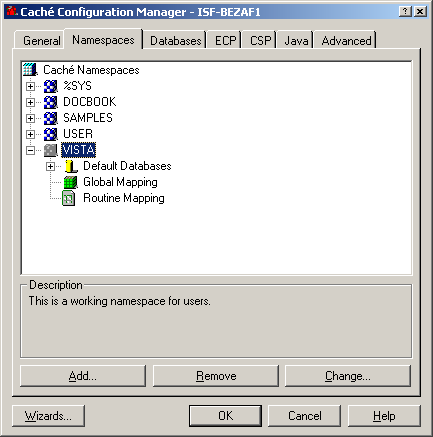 Caché Configuration Manager - ISF-BEZAF1
General Namespaces Databases ECP CSP Java Advanced
Caché Namespaces
%SYS
DOCBOOK
SAMPLES
USER
VISTA
Default Databases
Global Mapping
Routine Mapping
Description
This is a working namespace for users.
Add... Remove Change...
Wizards... OK Cancel Help